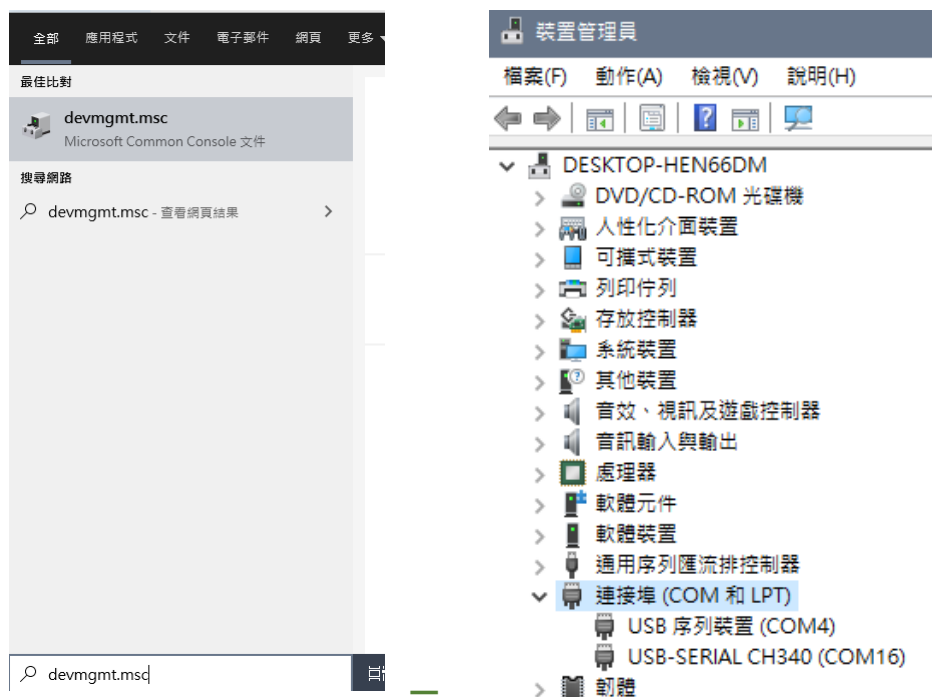 全部 應用程式 文件 電子郵件 網頁 更多
最佳比對
devmgmt.msc
Microsoft Common Console 文件
搜尋網路
devmgmt.msc - 查看網頁結果
devmgmt.msc
裝置管理員
檔案(F) 動作(A) 檢視(V) 說明(H)
DESKTOP-HEN66DM
DVD/CD-ROM 光碟機
人性化介面裝置
可攜式裝置
列印佇列
存放控制器
系統裝置
其他裝置
音效、視訊及遊戲控制器
音訊輸入與輸出
處理器
軟體元件
軟體裝置
通用序列匯流排控制器
連接埠 (COM 和 LPT)
USB 序列裝置 (COM4)
USB-SERIAL CH340 (COM16)
韌體